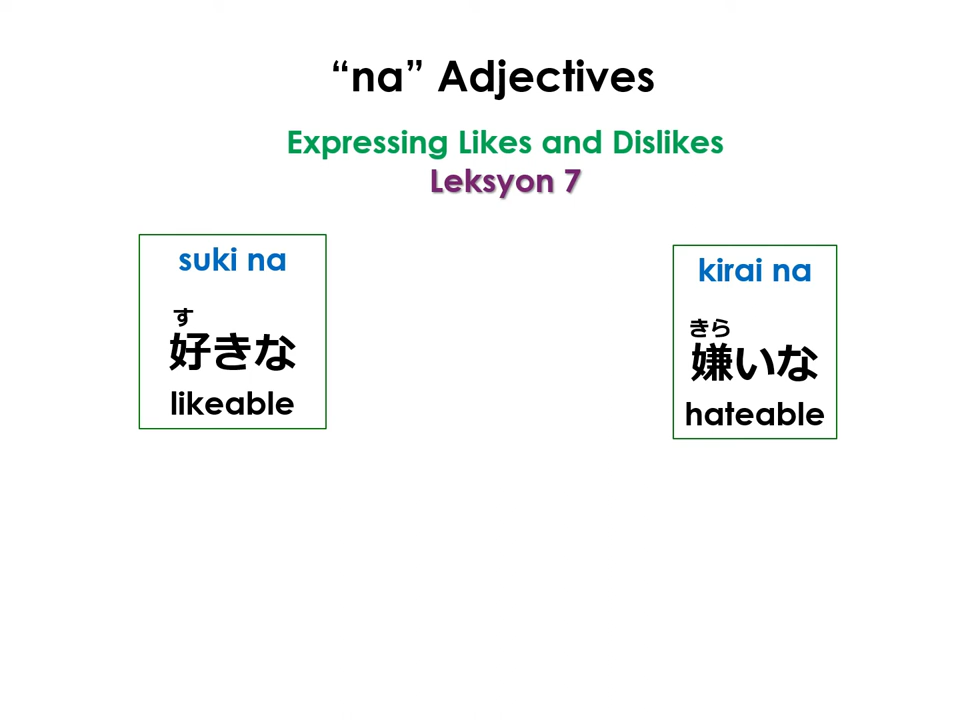 “na” Adjectives
Expressing Likes and Dislikes
Leksyon 7
suki na
す
好きな
likeable
kirai na
きら
嫌いな
hateable